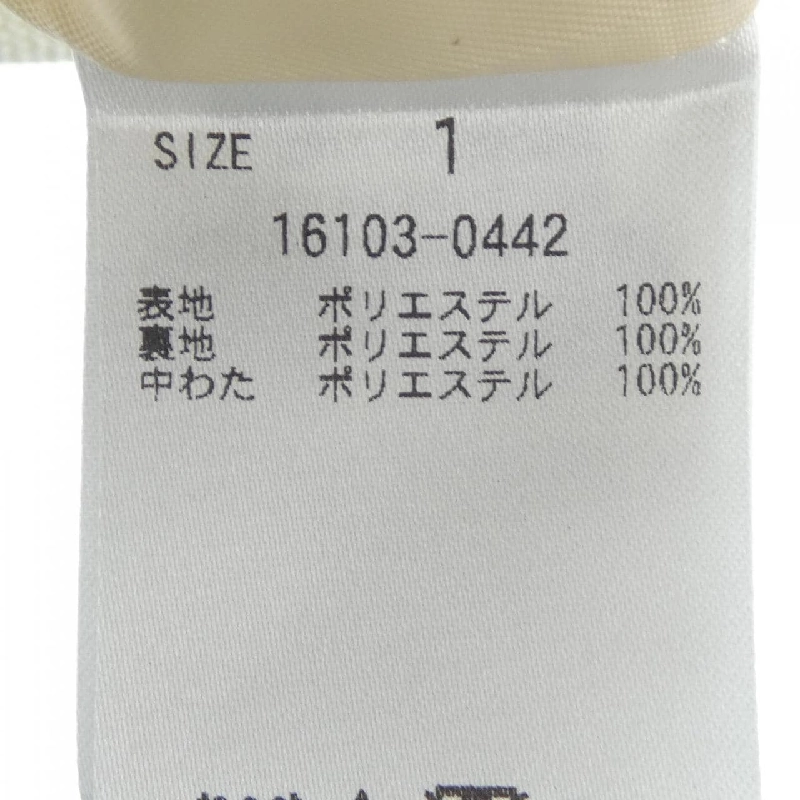 SIZE 1
16103-0442
表地 ポリエステル 100%
裏地 ポリエステル 100%
中わた ポリエステル 100%